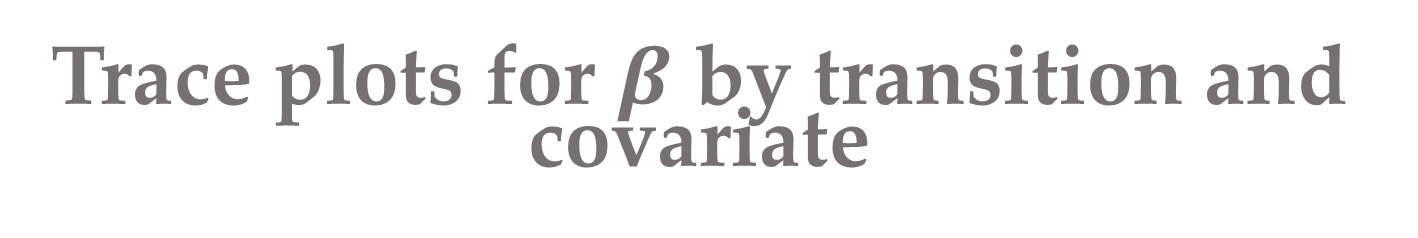 Trace plots for β by transition and
covariate